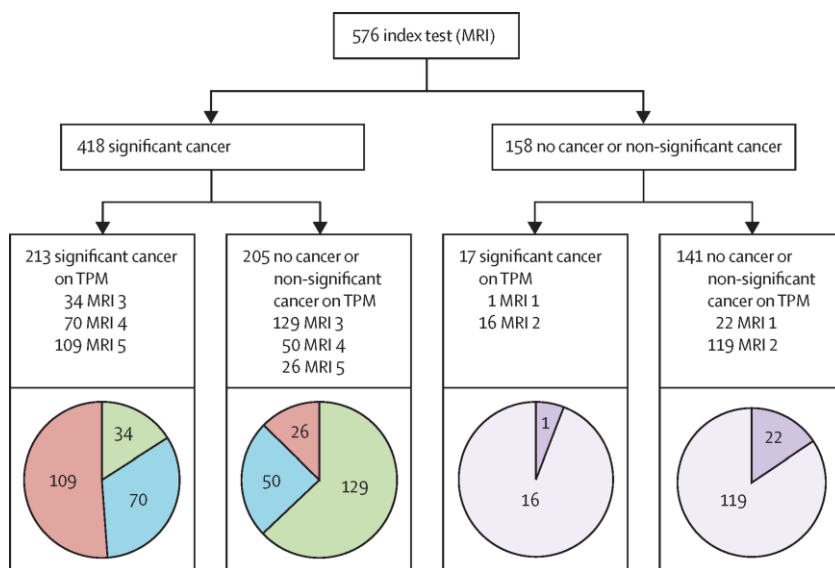 576 index test (MRI)
418 significant cancer
158 no cancer or non-significant cancer
213 significant cancer
on TPM
34 MRI 3
70 MRI 4
109 MRI 5
205 no cancer or
non-significant
cancer on TPM
129 MRI 3
50 MRI 4
26 MRI 5
17 significant cancer
on TPM
1 MRI 1
16 MRI 2
141 no cancer or
non-significant
cancer on TPM
22 MRI 1
119 MRI 2
34
109
70
26
50
129
1
16
22
119